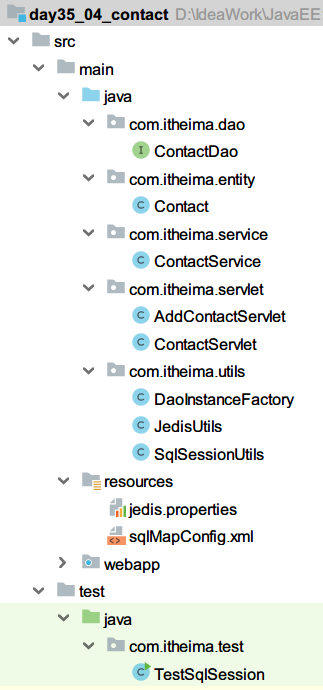 day35_04_contact D:\IdeaWork\JavaEE
src
main
java
com.itheima.dao
I ContactDao
com.itheima.entity
C Contact
com.itheima.service
C ContactService
com.itheima.servlet
C AddContactServlet
C ContactServlet
com.itheima.utils
C DaoInstanceFactory
C JedisUtils
C SqlSessionUtils
resources
jedis.properties
sqlMapConfig.xml
webapp
test
java
com.itheima.test
C TestSqlSession